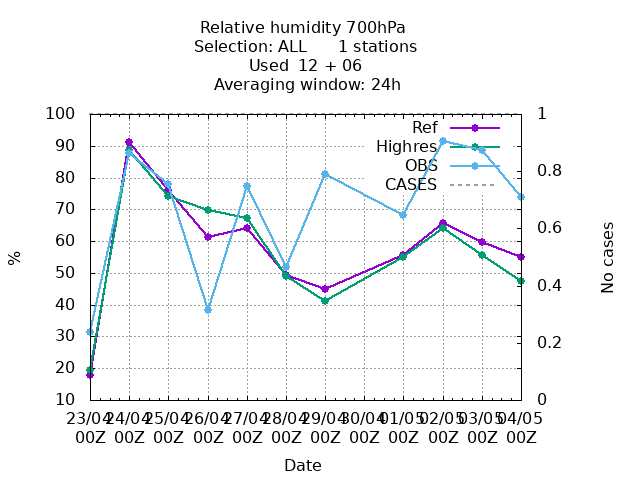 Relative humidity 700hPa
Selection: ALL 1 stations
Used 12 + 06
Averaging window: 24h
100
90
80
70
60
50
40
30
20
10
%
1
0.8
0.6
0.4
0.2
0
No cases
Ref
Highres
OBS
CASES
23/04 24/04 25/04 26/04 27/04 28/04 29/04 30/04 01/05 02/05 03/05 04/05
00Z 00Z 00Z 00Z 00Z 00Z 00Z 00Z 00Z 00Z 00Z 00Z
Date